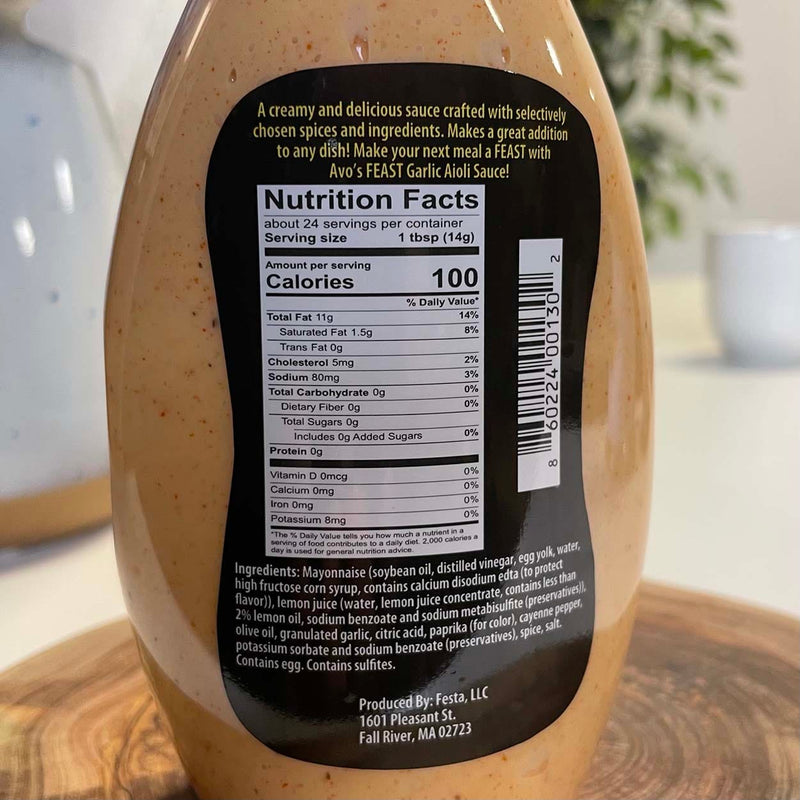 A creamy and delicious sauce crafted with selectively
chosen spices and ingredients. Makes a great addition
to any dish! Make your next meal a FEAST with
Avo's FEAST Garlic Aioli Sauce!
Nutrition Facts
about 24 servings per container
Serving size 1 tbsp (14g)
Amount per serving
Calories 100
% Daily Value*
Total Fat 11g 14%
Saturated Fat 1.5g 8%
Trans Fat 0g
Cholesterol 5mg 2%
Sodium 80mg 3%
Total Carbohydrate 0g 0%
Dietary Fiber 0g 0%
Total Sugars 0g
Includes 0g Added Sugars 0%
Protein 0g
Vitamin D 0mcg 0%
Calcium 0mg 0%
Iron 0mg 0%
Potassium 8mg 0%
*The % Daily Value tells you how much a nutrient in a
serving of food contributes to a daily diet. 2,000 calories a
day is used for general nutrition advice.
8 60224 00130 2
Ingredients: Mayonnaise (soybean oil, distilled vinegar, egg yolk, water,
high fructose corn syrup, contains calcium disodium edta (to protect
flavor)), lemon juice (water, lemon juice concentrate, contains less than
2% lemon oil, sodium benzoate and sodium metabisulfite (preservatives)),
olive oil, granulated garlic, citric acid, paprika (for color), cayenne pepper,
potassium sorbate and sodium benzoate (preservatives), spice, salt.
Contains egg. Contains sulfites.
Produced By: Festa, LLC
1601 Pleasant St.
Fall River, MA 02723